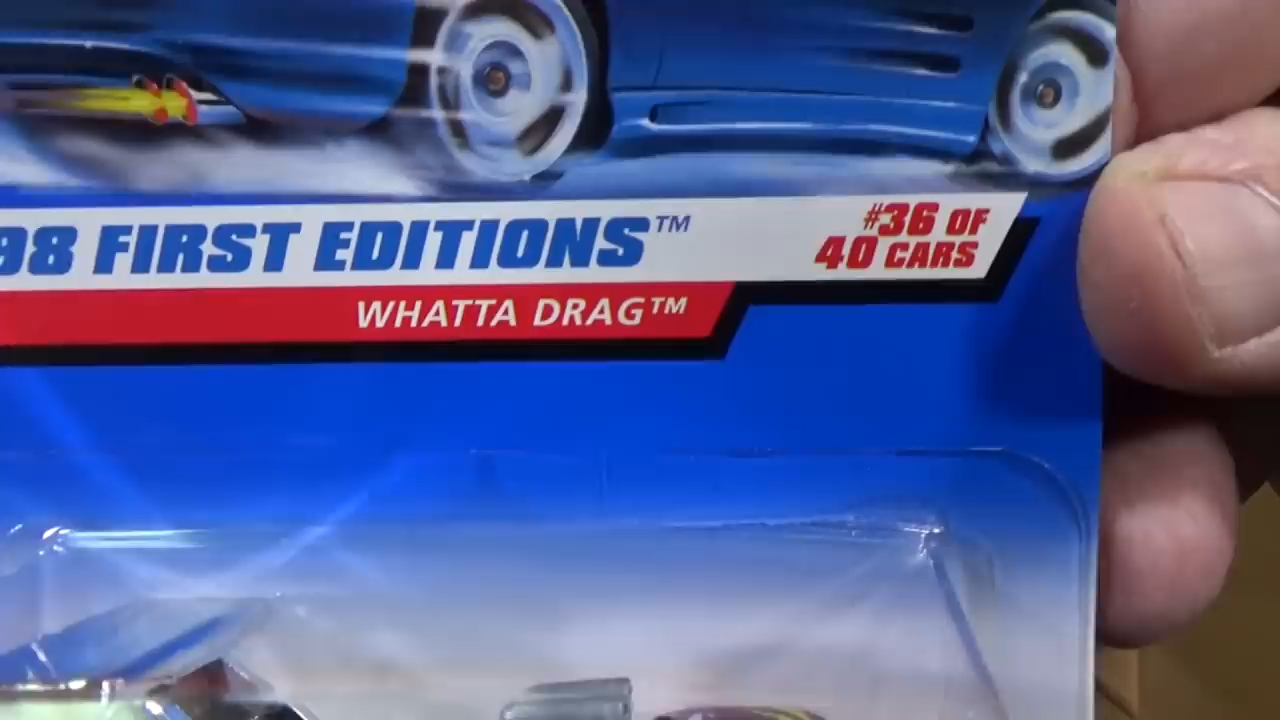 98 FIRST EDITIONS™
#36 OF
40 CARS
WHATTA DRAG™